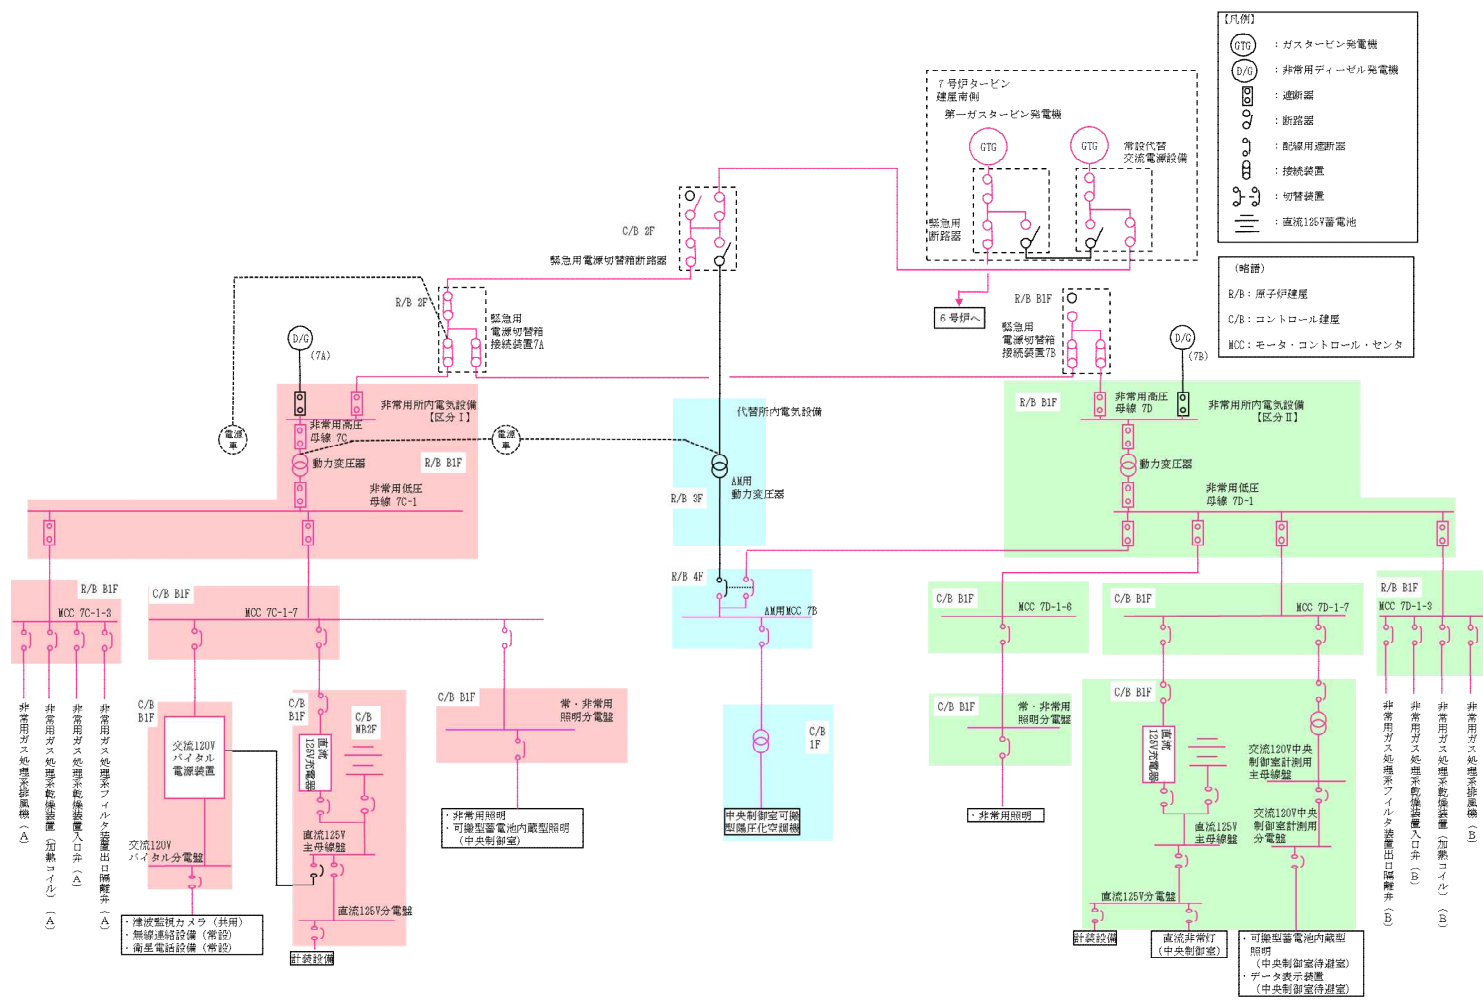 【凡例】
GTG
：ガスタービン発電機
D/G
：非常用ディーゼル発電機
：遮断器
：断路器
：配線用遮断器
：接続装置
：切替装置
：直流125V蓄電池
（略語）
R/B：原子炉建屋
C/B：コントロール建屋
MCC：モータ・コントロール・センタ
7号炉タービン
建屋南側
第一ガスタービン発電機
GTG
GTG
常設代替
交流電源設備
緊急用
断路器
C/B 2F
緊急用電源切替箱断路器
6号炉へ
R/B 2F
緊急用
電源切替箱
接続装置7A
R/B B1F
緊急用
電源切替箱
接続装置7B
D/G
(7A)
D/G
(7B)
非常用所内電気設備
【区分Ⅰ】
非常用高圧
母線 7C
動力変圧器
R/B B1F
非常用低圧
母線 7C-1
電源
車
電源
車
代替所内電気設備
AM用
動力変圧器
R/B 3F
R/B 4F
AM用MCC 7B
R/B B1F
非常用高圧
母線 7D
非常用所内電気設備
【区分Ⅱ】
動力変圧器
非常用低圧
母線 7D-1
R/B B1F
MCC 7C-1-3
C/B B1F
MCC 7C-1-7
C/B B1F
MCC 7D-1-6
C/B B1F
MCC 7D-1-7
R/B B1F
MCC 7D-1-3
非常用ガス処理系排風機（A）
非常用ガス処理系乾燥装置（加熱コイル）（A）
非常用ガス処理系乾燥装置入口弁（A）
非常用ガス処理系フィルタ装置出口隔離弁（A）
C/B
B1F
交流120V
バイタル
電源装置
交流120V
バイタル分電盤
・津波監視カメラ（共用）
・無線連絡設備（常設）
・衛星電話設備（常設）
C/B
B1F
直流
125V充電器
C/B
MB2F
直流125V
主母線盤
直流125V分電盤
計装設備
C/B B1F
常・非常用
照明分電盤
・非常用照明
・可搬型蓄電池内蔵型照明
（中央制御室）
C/B
1F
中央制御室可搬
型陽圧化空調機
C/B B1F
常・非常用
照明分電盤
・非常用照明
C/B B1F
直流
125V充電器
直流125V
主母線盤
直流125V分電盤
計装設備
直流非常灯
（中央制御室）
交流120V中央
制御室計測用
主母線盤
交流120V中央
制御室計測用
分電盤
・可搬型蓄電池内蔵型
照明
（中央制御室待避室）
・データ表示装置
（中央制御室待避室）
非常用ガス処理系フィルタ装置出口隔離弁（B）
非常用ガス処理系乾燥装置入口弁（B）
非常用ガス処理系乾燥装置（加熱コイル）（B）
非常用ガス処理系排風機（B）